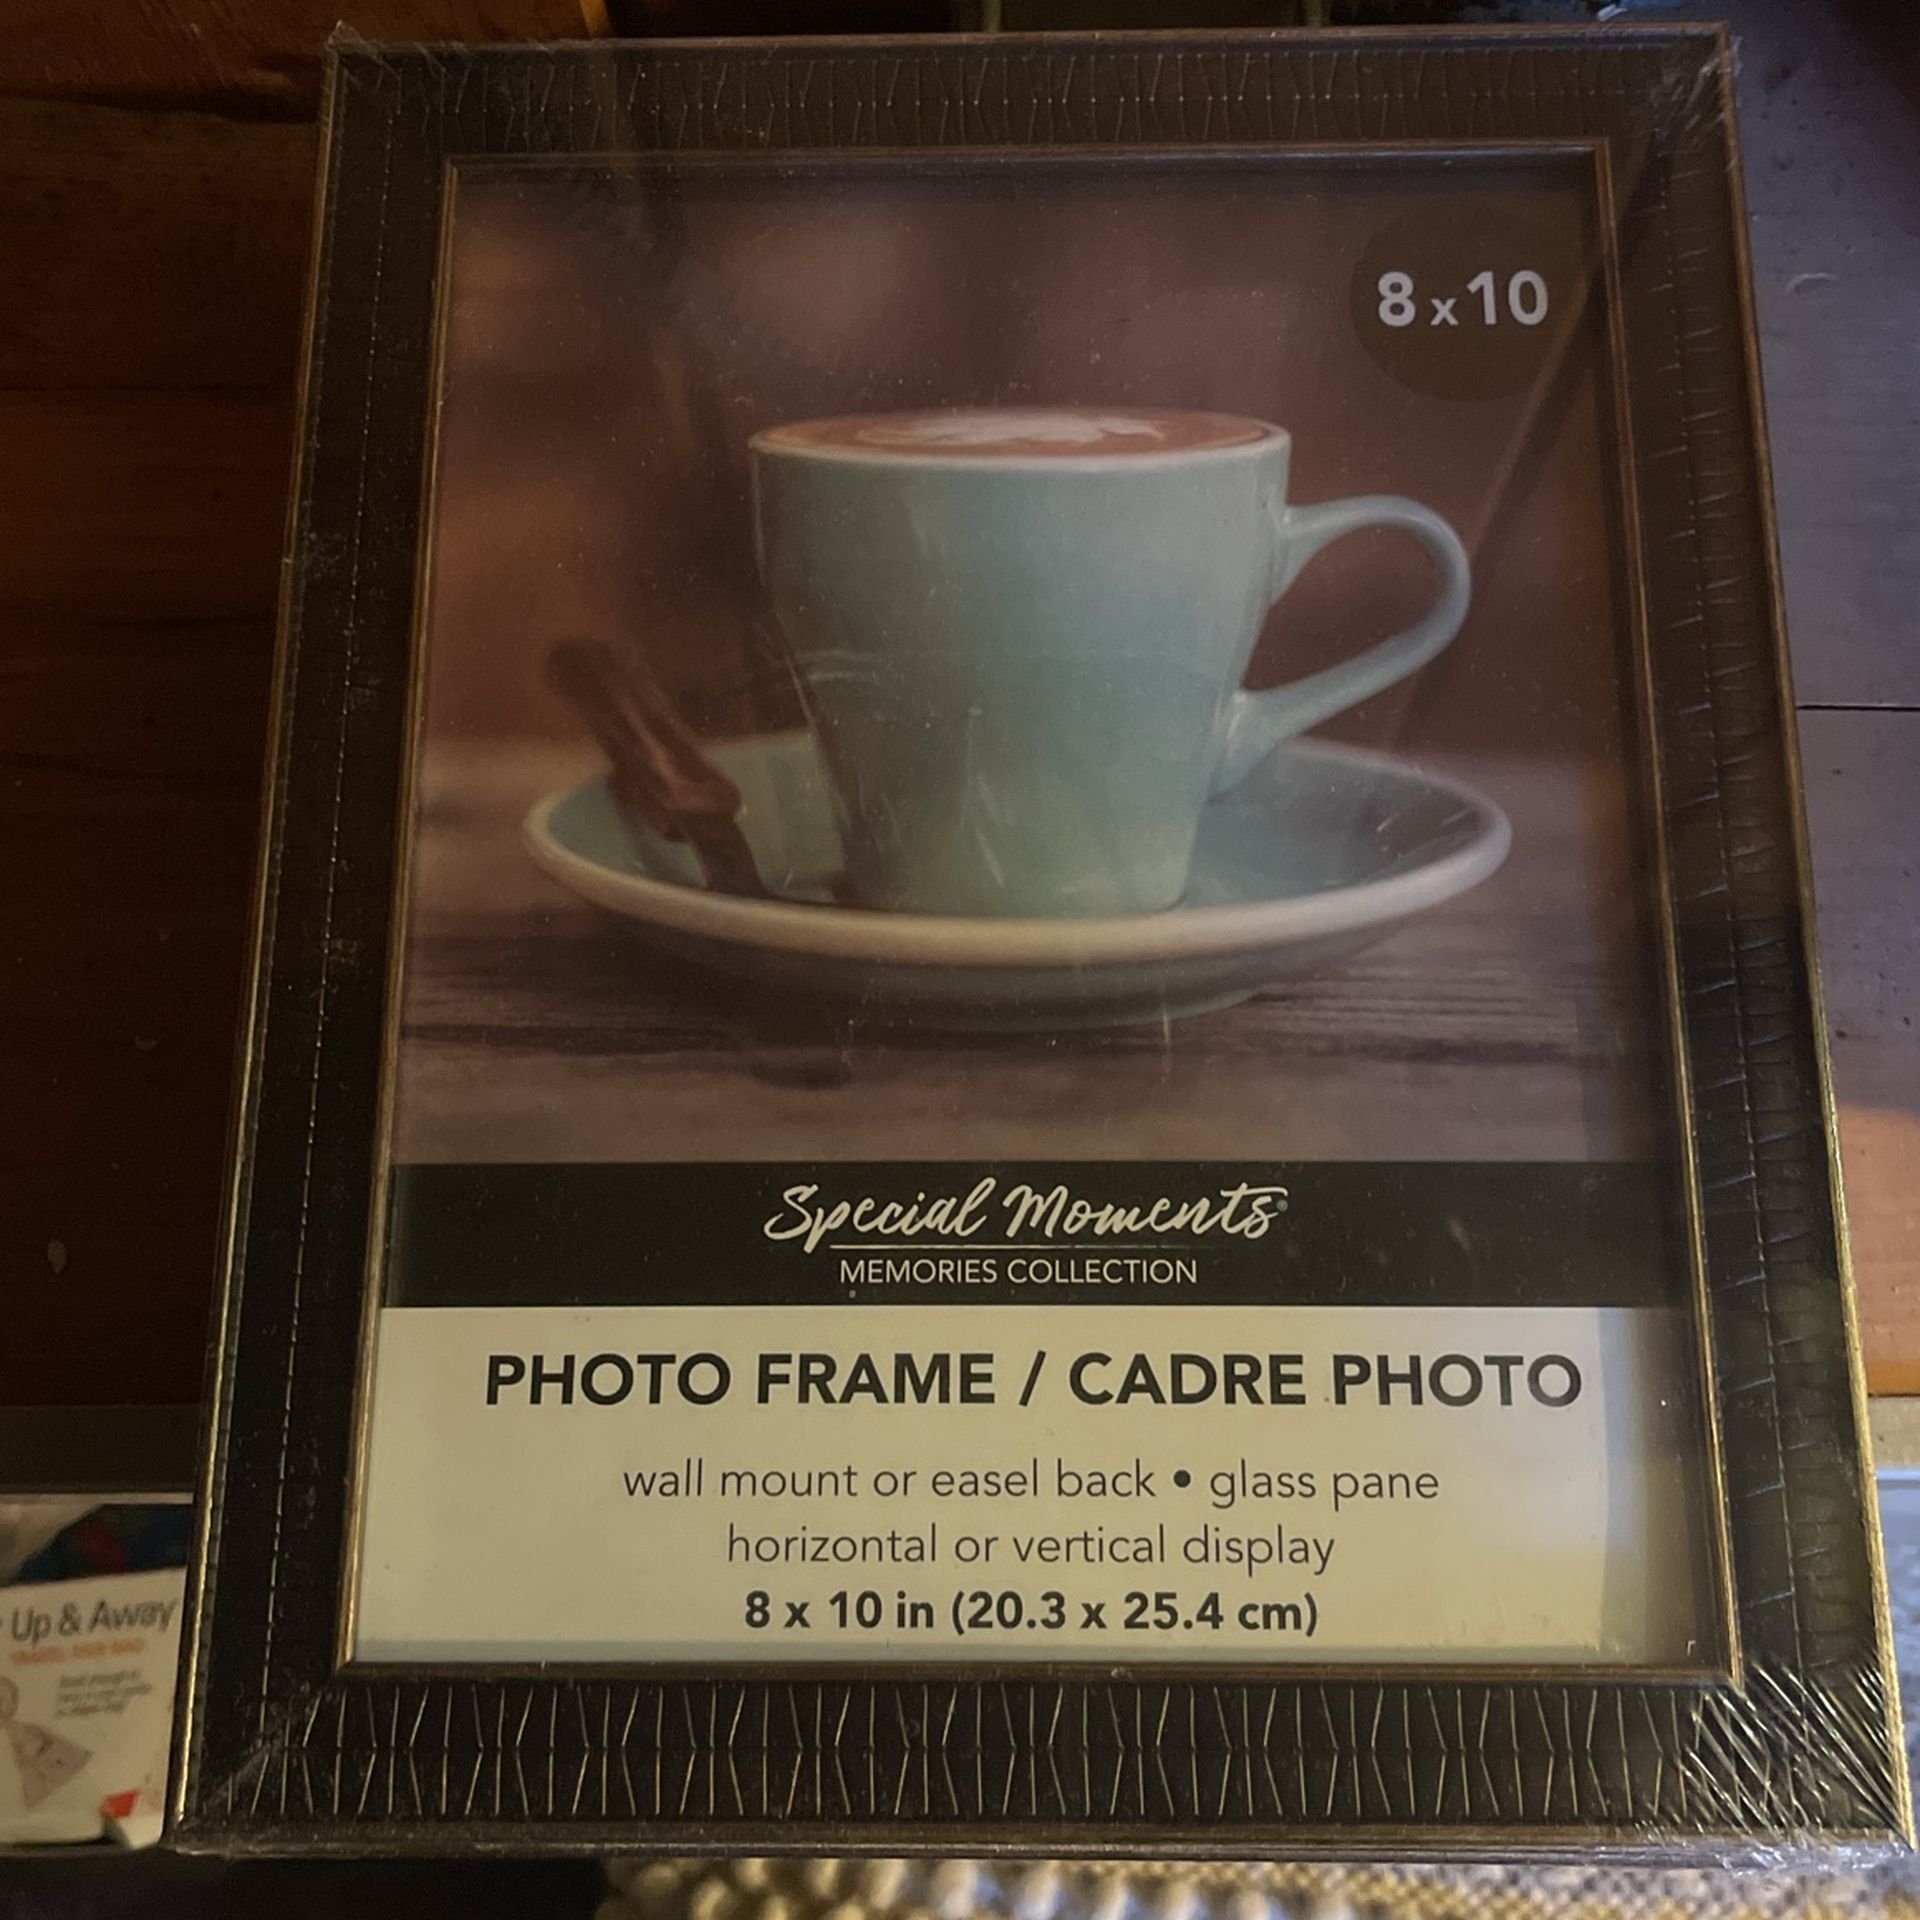 8 x 10
Special Moments®
MEMORIES COLLECTION
PHOTO FRAME / CADRE PHOTO
wall mount or easel back • glass pane
horizontal or vertical display
8 x 10 in (20.3 x 25.4 cm)
Up & Away